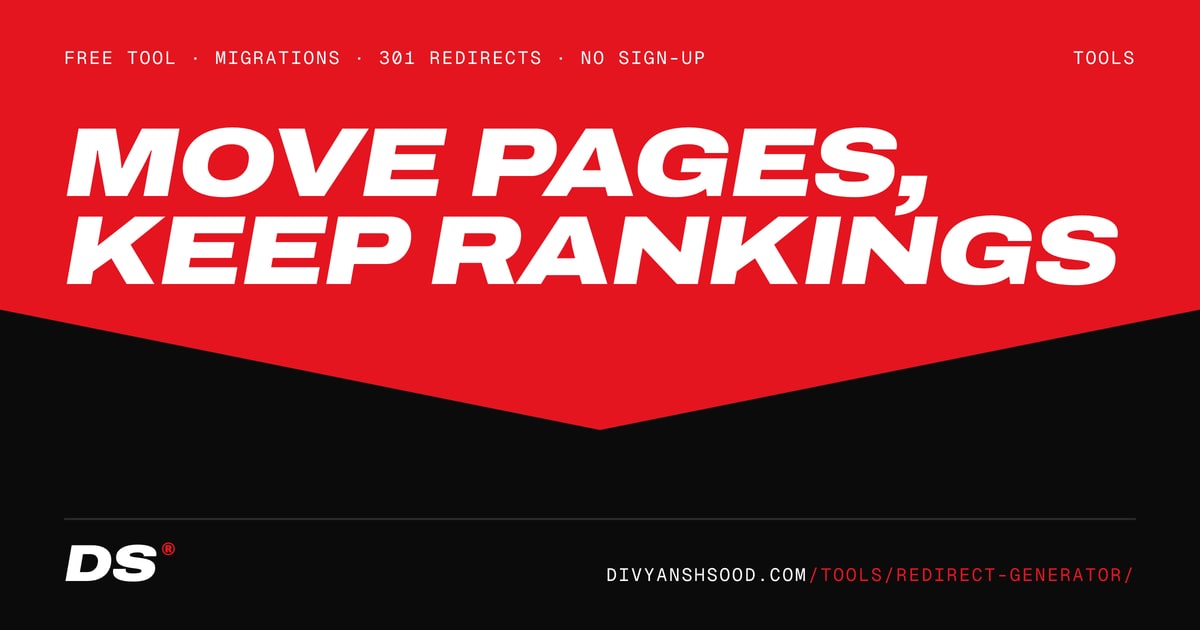 FREE TOOL · MIGRATIONS · 301 REDIRECTS · NO SIGN-UP
TOOLS
MOVE PAGES,
KEEP RANKINGS
DS®
DIVYANSHSOOD.COM/TOOLS/REDIRECT-GENERATOR/